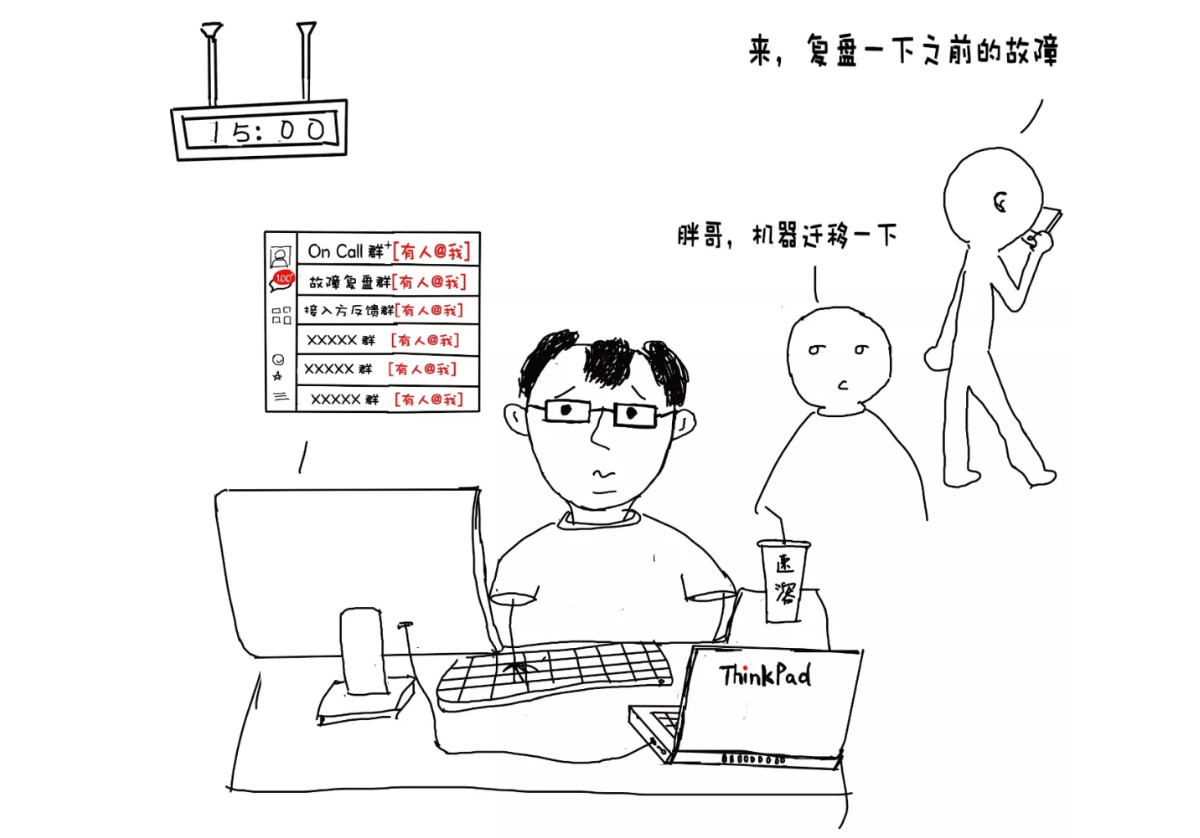 来，复盘一下之前的故障
15:00
胖哥，机器迁移一下
On Call 群+[有人@我]
100+
故障复盘群[有人@我]
接入方反馈群[有人@我]
XXXXX 群 [有人@我]
XXXXX 群 [有人@我]
XXXXX 群 [有人@我]
速溶
ThinkPad